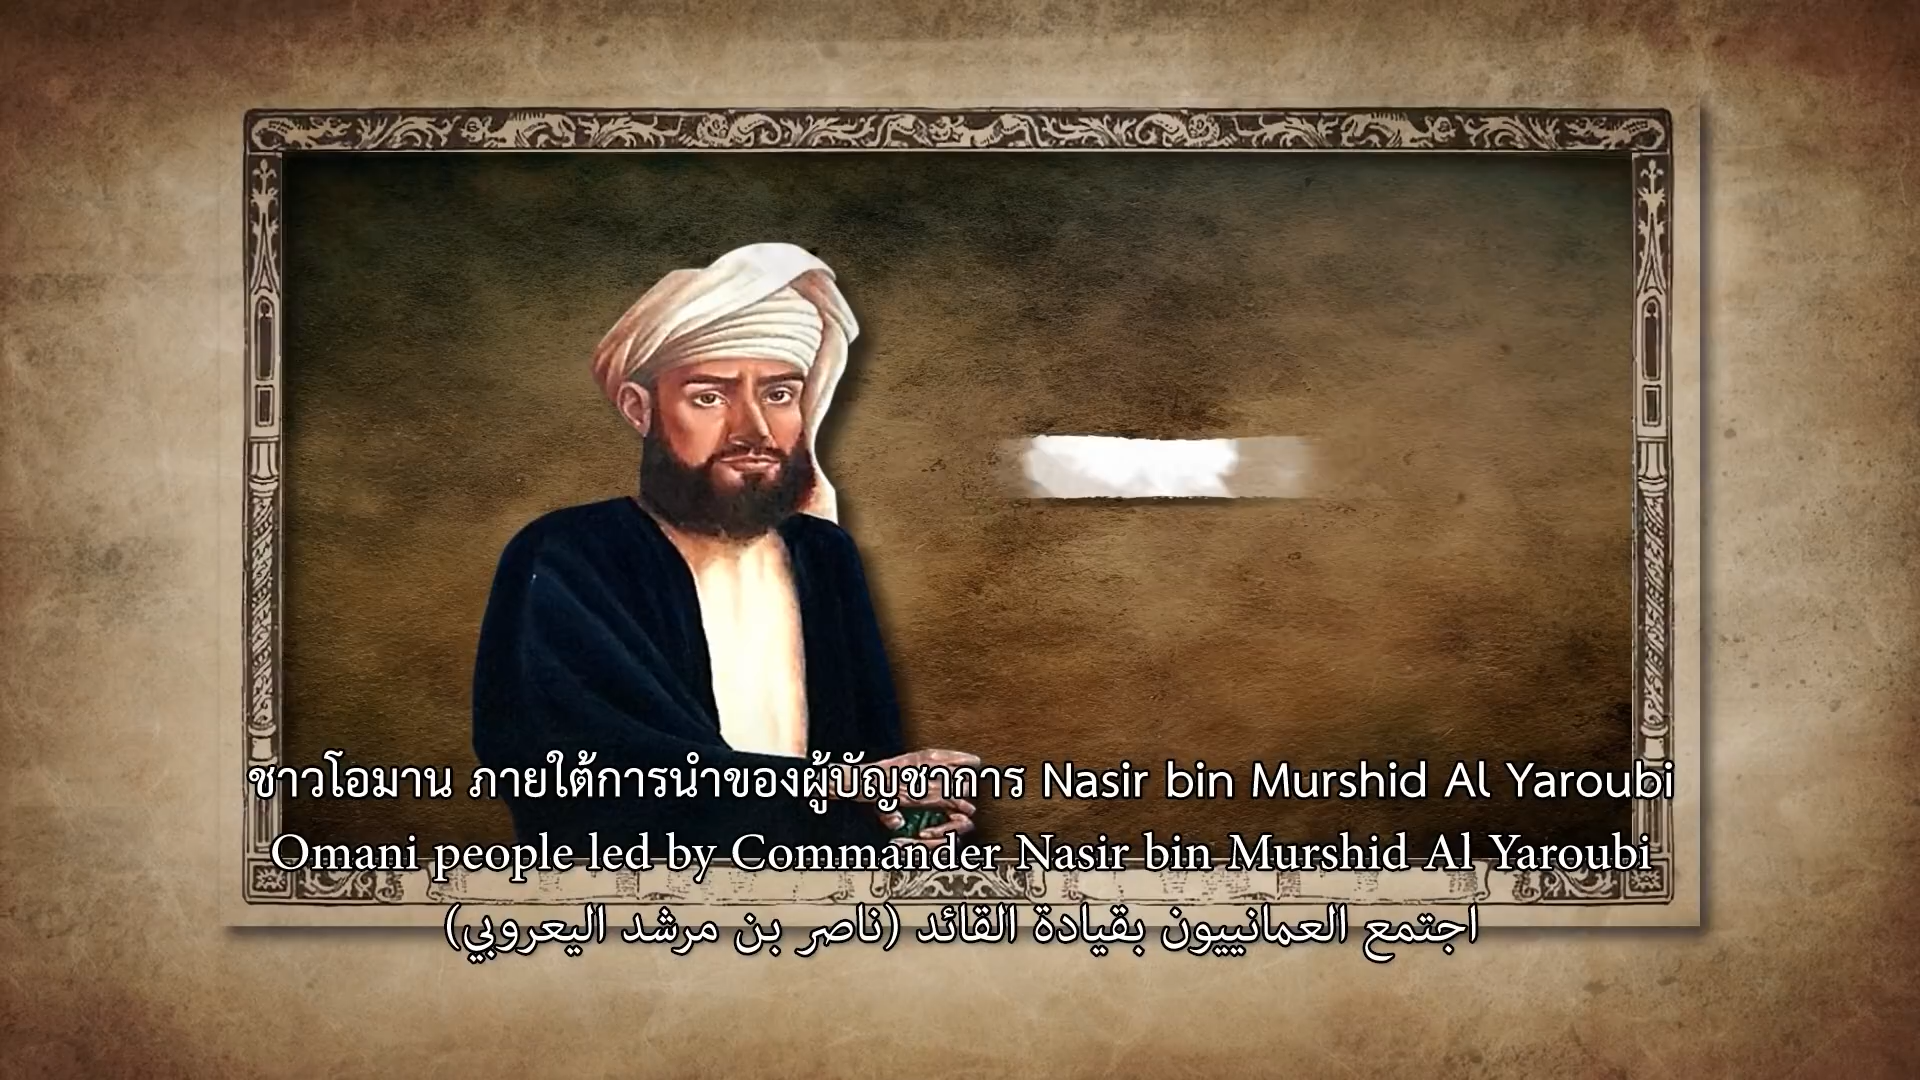 ชาวโอมาน ภายใต้การนำของผู้บัญชาการ Nasir bin Murshid Al Yaroubi
Omani people led by Commander Nasir bin Murshid Al Yaroubi
اجتمع العمانييون بقيادة القائد (ناصر بن مرشد اليعروبي)